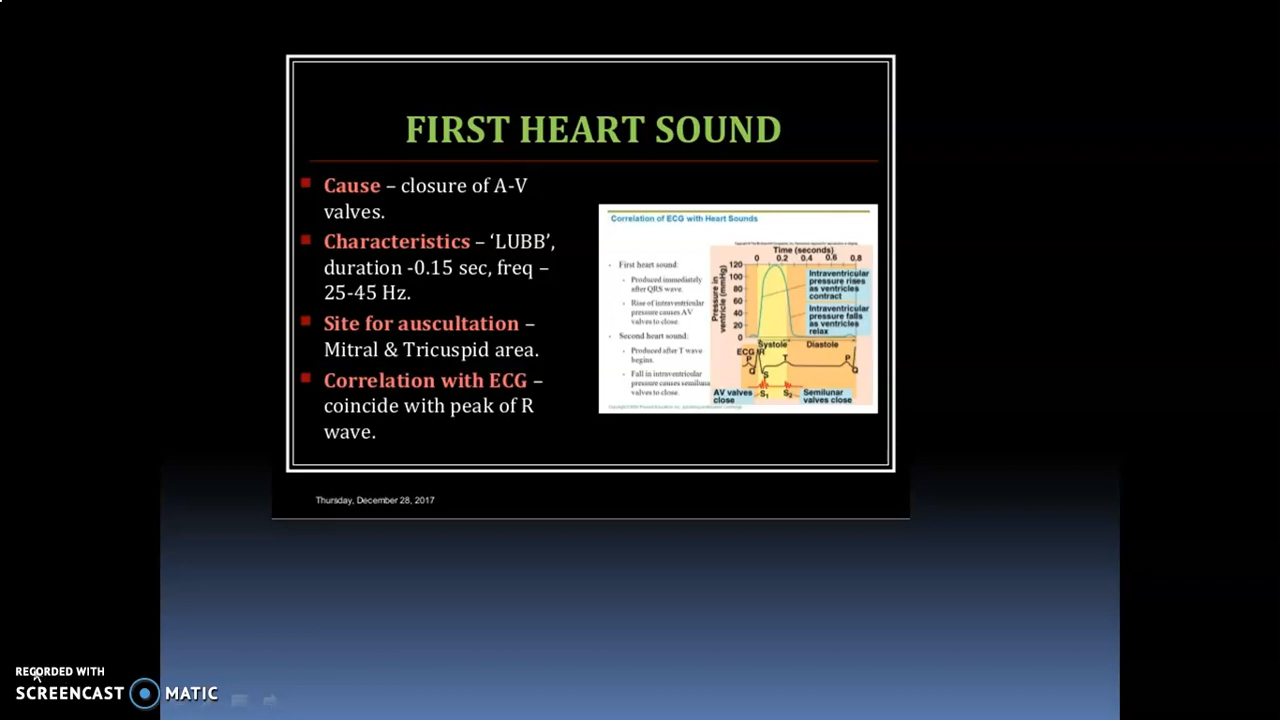 FIRST HEART SOUND
Cause – closure of A-V
valves.
Characteristics – ‘LUBB’,
duration -0.15 sec, freq –
25-45 Hz.
Site for auscultation –
Mitral & Tricuspid area.
Correlation with ECG –
coincide with peak of R
wave.
Correlation of ECG with Heart Sounds
First heart sound:
Produced immediately
after QRS wave.
Rise of intraventricular
pressure causes AV
valves to close.
Second heart sound:
Produced after T wave
begins.
Fall in intraventricular
pressure causes semiluna
valves to close.
Time (seconds)
0 0.2 0.4 0.6 0.8
Pressure in
ventricle (mmHg)
120
100
80
60
40
20
0
Intraventricular
pressure rises
as ventricles
contract
Intraventricular
pressure falls
as ventricles
relax
Systole Diastole
ECG R
P T P
Q S Q
AV valves
close
S1 S2
Semilunar
valves close
Thursday, December 28, 2017
RECORDED WITH
SCREENCAST MATIC